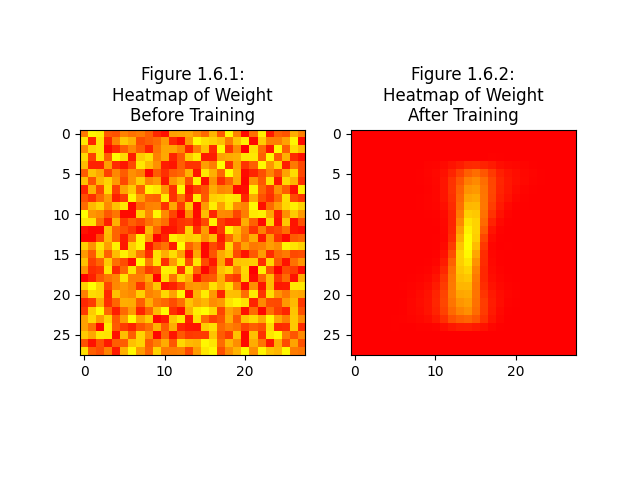 Figure 1.6.1:
Heatmap of Weight
Before Training
0
5
10
15
20
25
0 10 20
Figure 1.6.2:
Heatmap of Weight
After Training
0
5
10
15
20
25
0 10 20